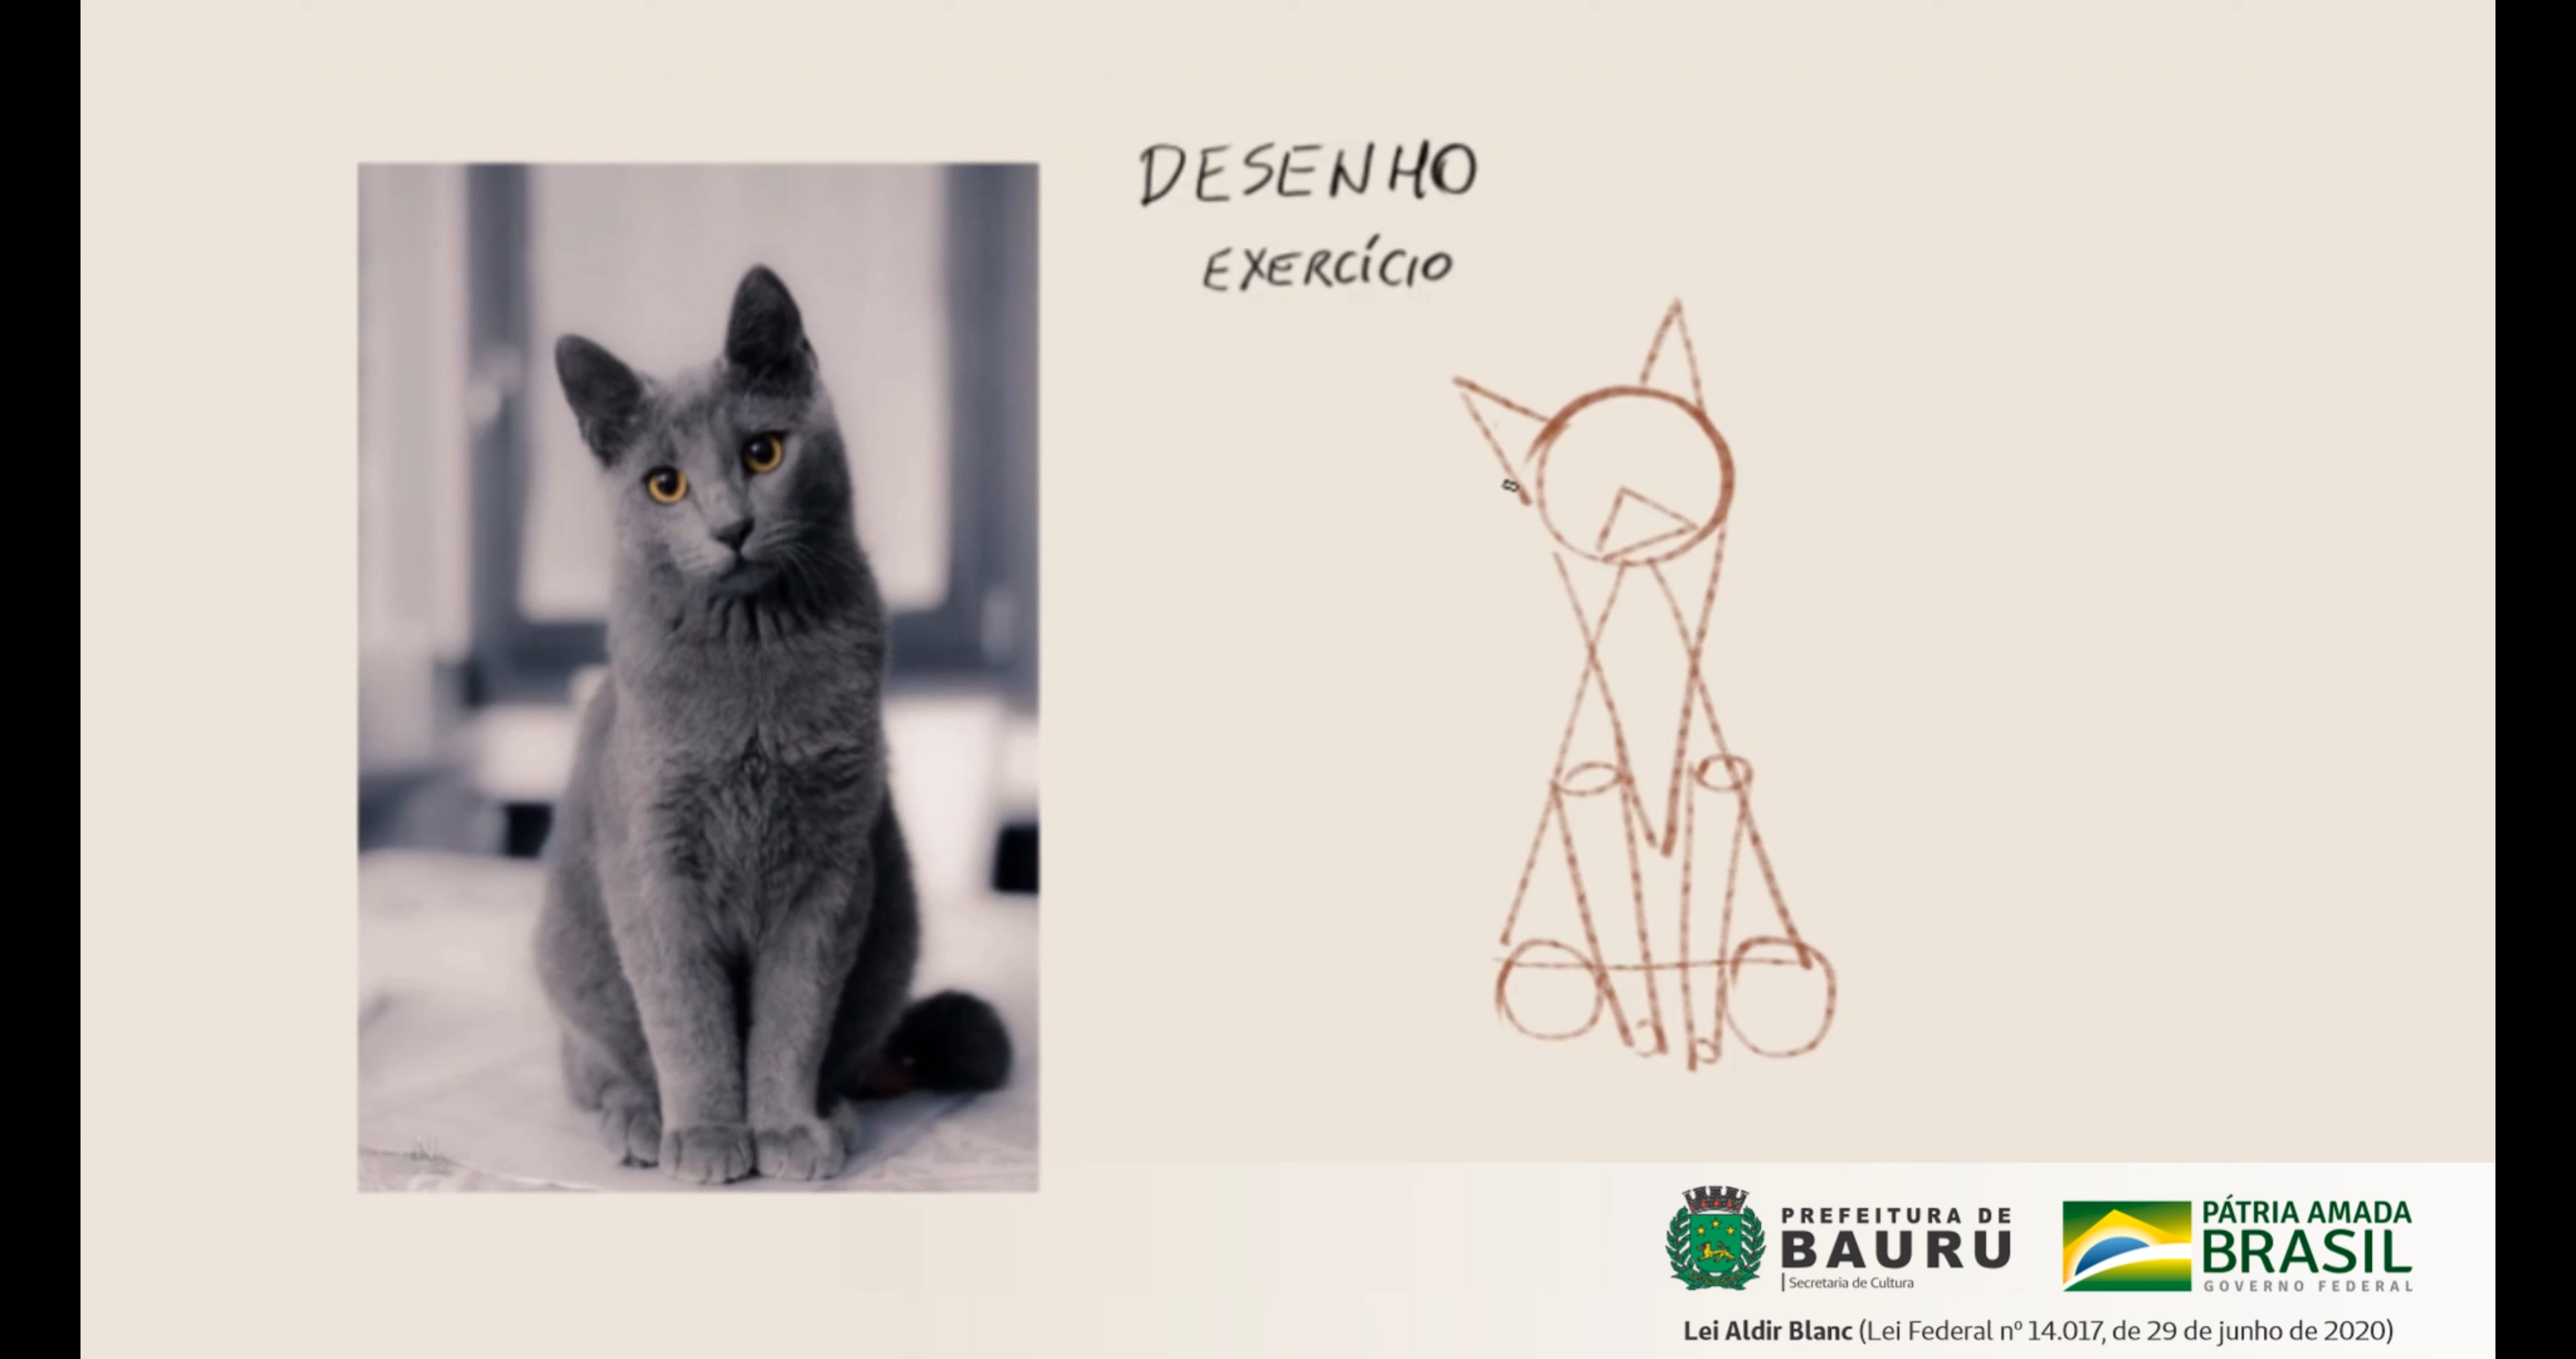 DESENHO
EXERCÍCIO
PREFEITURA DE
BAURU
Secretaria de Cultura
PÁTRIA AMADA
BRASIL
GOVERNO FEDERAL
Lei Aldir Blanc (Lei Federal nº 14.017, de 29 de junho de 2020)